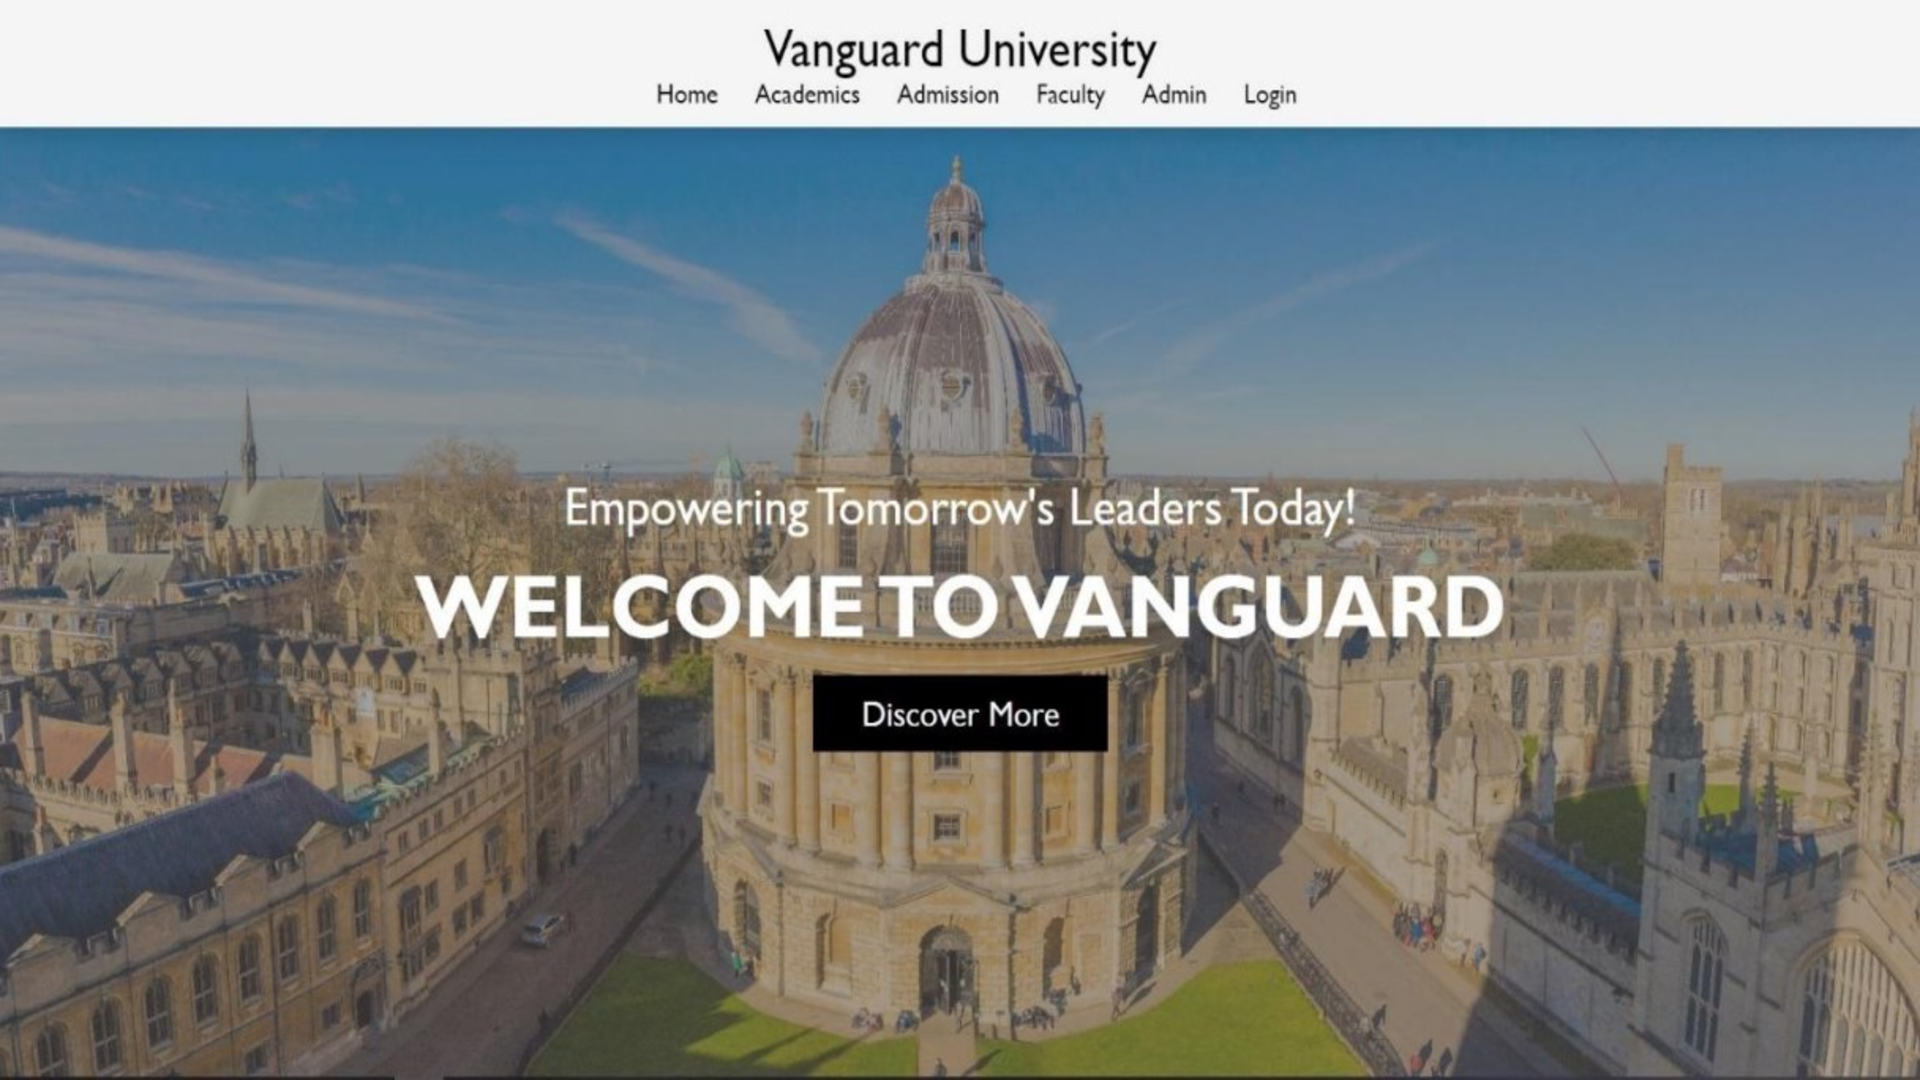 Vanguard University
Home Academics Admission Faculty Admin Login
Empowering Tomorrow's Leaders Today!
WELCOME TO VANGUARD
Discover More